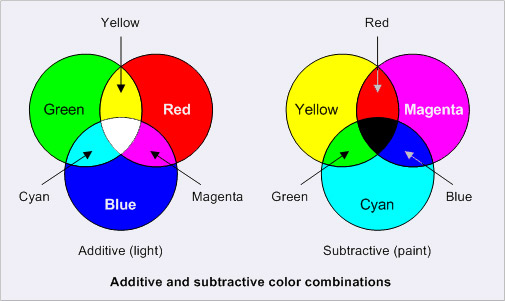 Yellow
Green
Red
Cyan
Blue
Magenta
Additive (light)
Red
Yellow
Magenta
Green
Cyan
Blue
Subtractive (paint)
Additive and subtractive color combinations